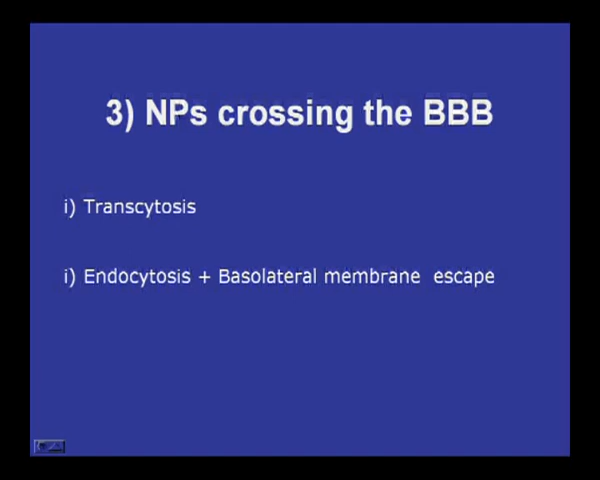 3) NPs crossing the BBB
i) Transcytosis
i) Endocytosis + Basolateral membrane escape